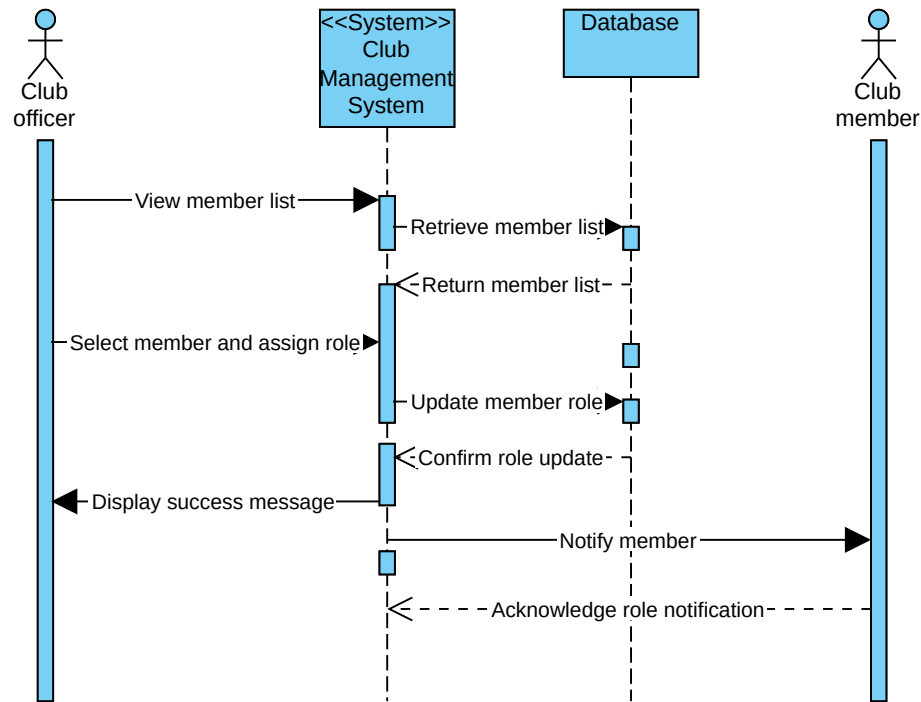 <<System>>
Club
Management
System
Database
Club
officer
Club
member
View member list
Retrieve member list
Return member list
Select member and assign role
Update member role
Confirm role update
Display success message
Notify member
Acknowledge role notification